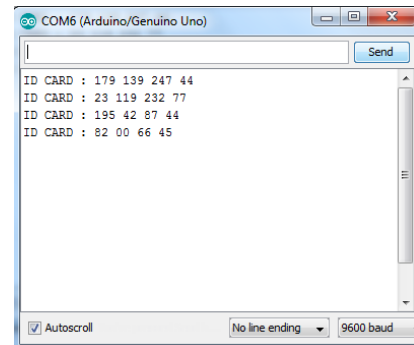 COM6 (Arduino/Genuino Uno)
Send
ID CARD : 179 139 247 44
ID CARD : 23 119 232 77
ID CARD : 195 42 87 44
ID CARD : 82 00 66 45
Autoscroll
No line ending
9600 baud